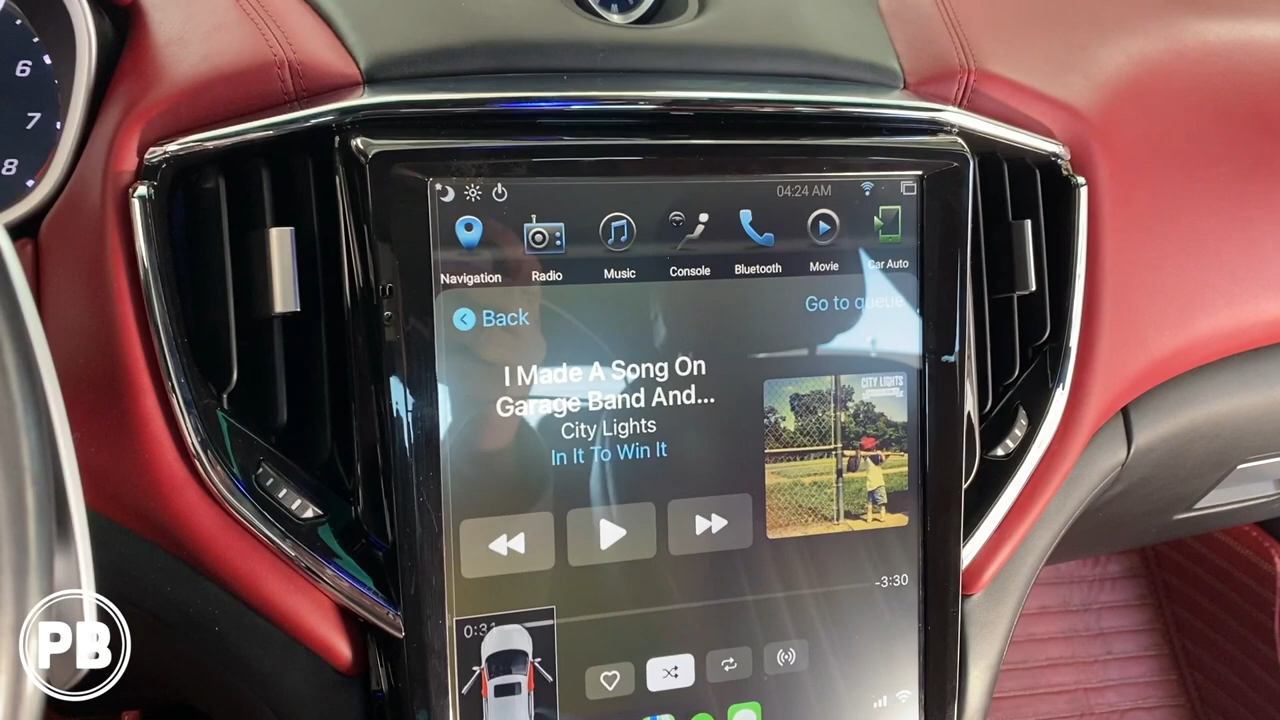 6
7
8
04:24 AM
Navigation
Radio
Music
Console
Bluetooth
Movie
Car Auto
Back
Go to queue
I Made A Song On
Garage Band And...
City Lights
In It To Win It
CITY LIGHTS
-3:30
0:31
PB